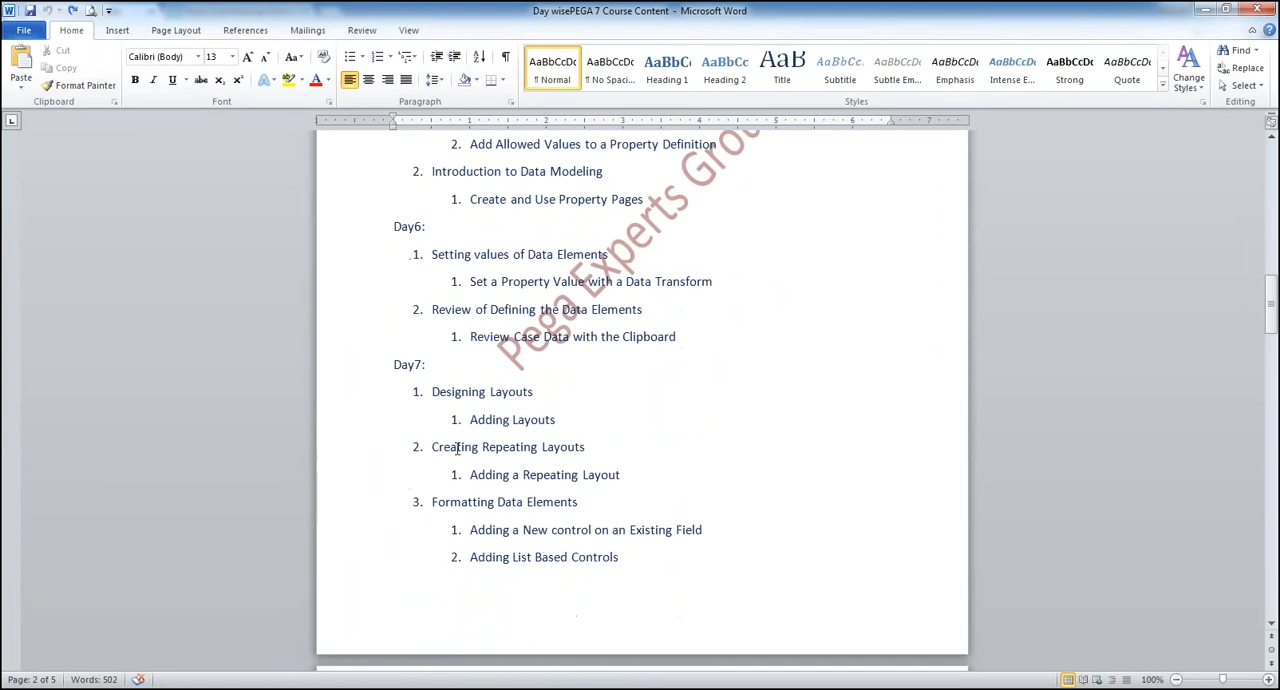 Day wisePEGA 7 Course Content - Microsoft Word
File Home Insert Page Layout References Mailings Review View
Cut
Copy
Format Painter
Paste
Clipboard
Calibri (Body) 13
Font
Paragraph
AaBbCcDc AaBbCcDc AaBbC AaBbCc AaB AaBbCc. AaBbCcDc AaBbCcDc AaBbCcDc AaBbCcDc AaBbCcDc
¶ Normal ¶ No Spaci... Heading 1 Heading 2 Title Subtitle Subtle Em... Emphasis Intense E... Strong Quote
Change Styles
Styles
Find
Replace
Select
Editing
2. Add Allowed Values to a Property Definition
2. Introduction to Data Modeling
1. Create and Use Property Pages
Day6:
1. Setting values of Data Elements
1. Set a Property Value with a Data Transform
2. Review of Defining the Data Elements
1. Review Case Data with the Clipboard
Day7:
1. Designing Layouts
1. Adding Layouts
2. Creating Repeating Layouts
1. Adding a Repeating Layout
3. Formatting Data Elements
1. Adding a New control on an Existing Field
2. Adding List Based Controls
Pega Experts Grou
Page: 2 of 5 Words: 502 100%